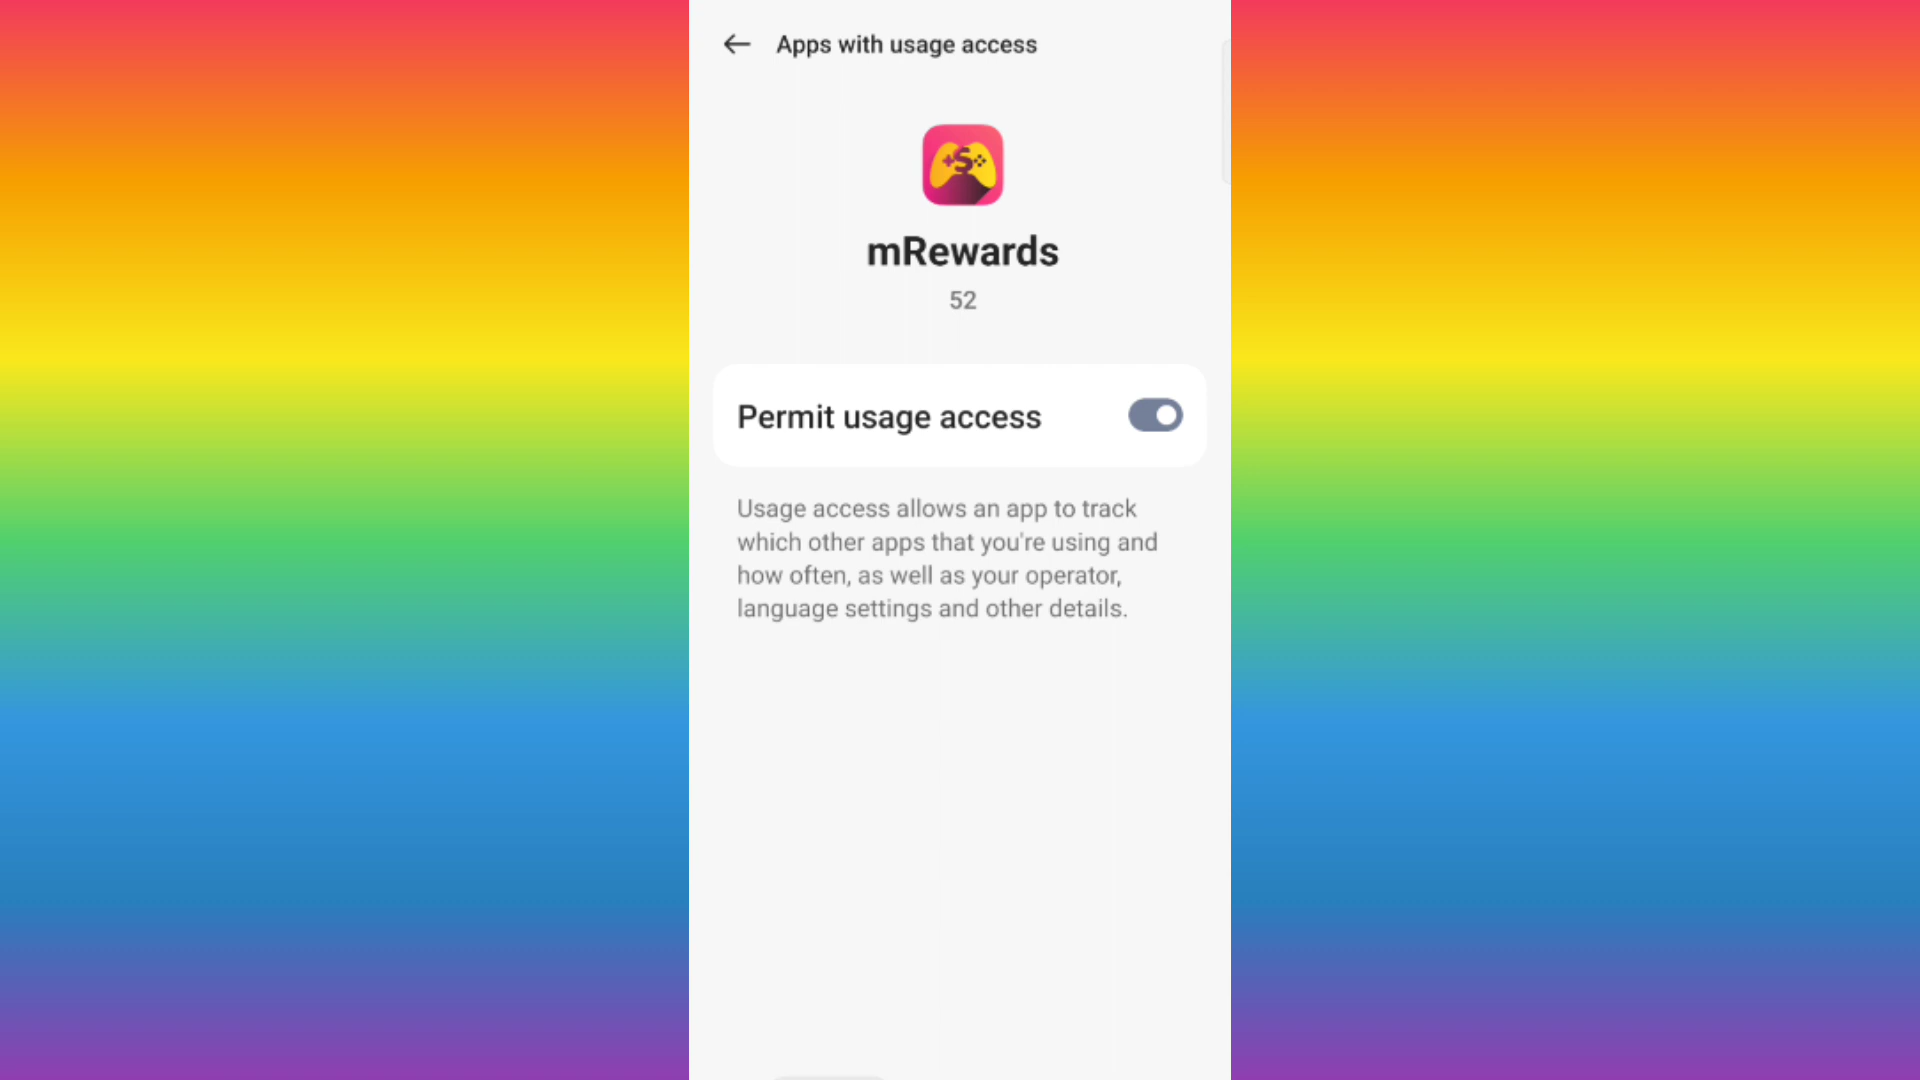 Apps with usage access
mRewards
52
Permit usage access
Usage access allows an app to track
which other apps that you're using and
how often, as well as your operator,
language settings and other details.